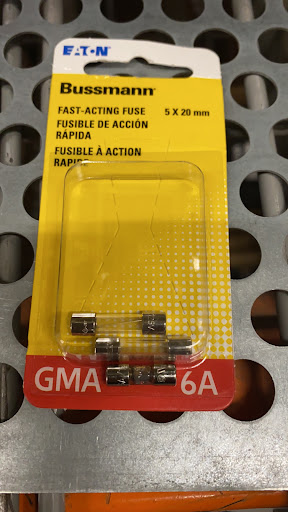 EATON
Bussmann
FAST-ACTING FUSE 5 X 20 mm
FUSIBLE DE ACCIÓN
RÁPIDA
FUSIBLE À ACTION
GMA 6A